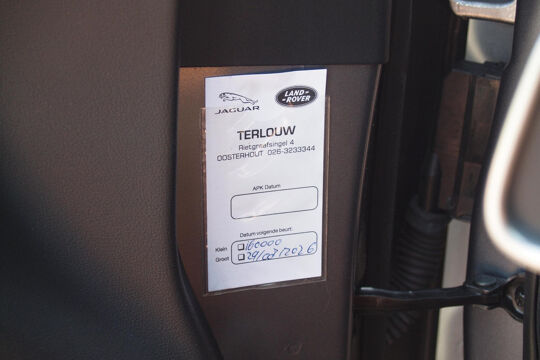 JAGUAR
LAND-
-ROVER
TERLOUW
Rietgraafsingel 4
OOSTERHOUT 026-3233344
APK Datum
Datum volgende beurt:
Klein 160000
Groot 29/07/2026